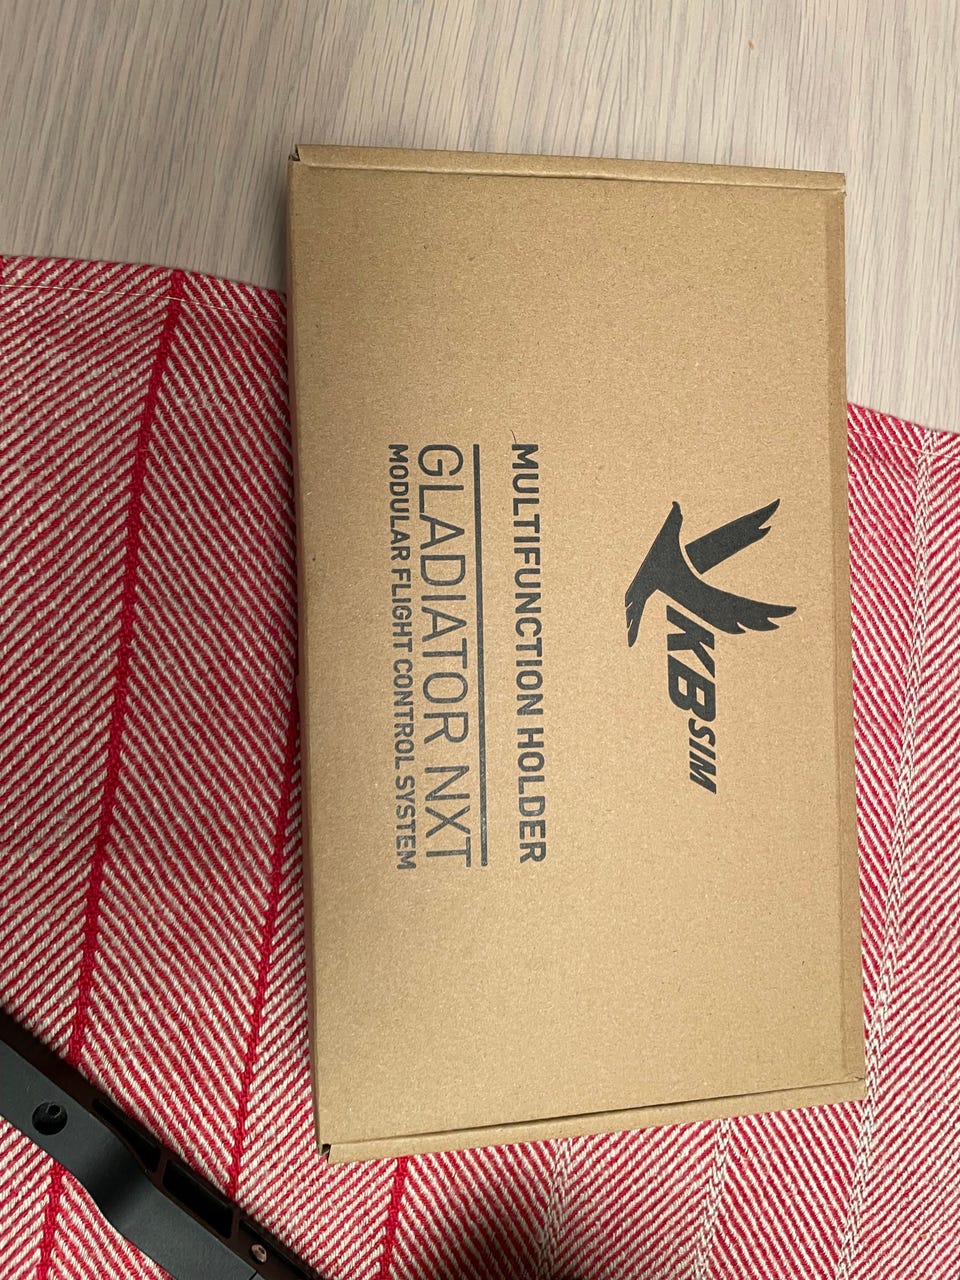 VKBSIM
MULTIFUNCTION HOLDER
GLADIATOR NXT
MODULAR FLIGHT CONTROL SYSTEM